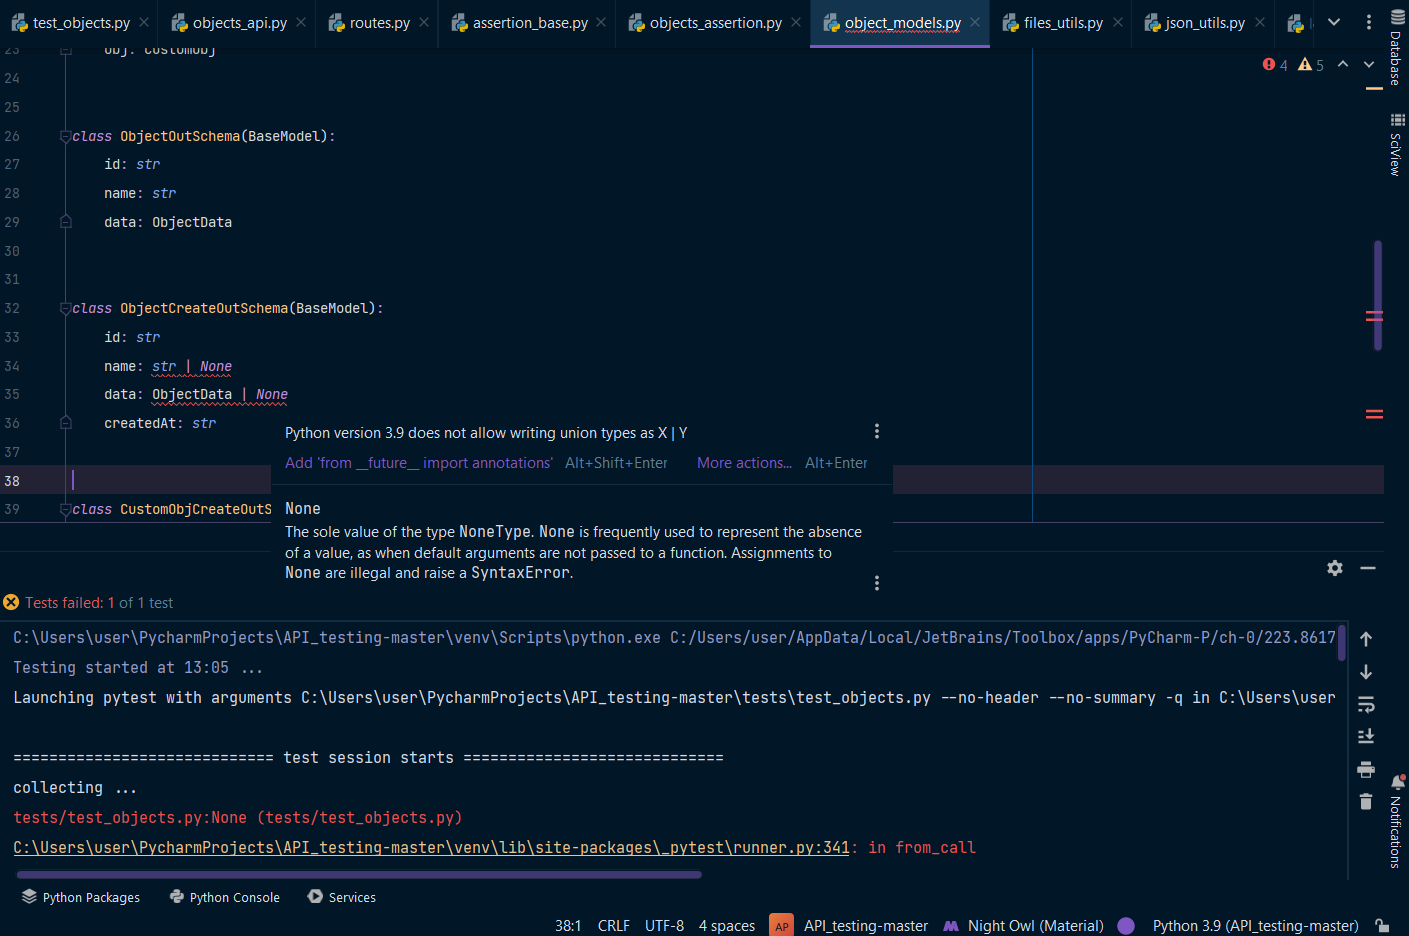 test_objects.py
objects_api.py
routes.py
assertion_base.py
objects_assertion.py
object_models.py
files_utils.py
json_utils.py
Database
SciView
4
5
23 obj: CustomObj
24
25
26 class ObjectOutSchema(BaseModel):
27 id: str
28 name: str
29 data: ObjectData
30
31
32 class ObjectCreateOutSchema(BaseModel):
33 id: str
34 name: str | None
35 data: ObjectData | None
36 createdAt: str
37
38
39 class CustomObjCreateOutS
Python version 3.9 does not allow writing union types as X | Y
Add 'from __future__ import annotations' Alt+Shift+Enter More actions... Alt+Enter
None
The sole value of the type NoneType. None is frequently used to represent the absence
of a value, as when default arguments are not passed to a function. Assignments to
None are illegal and raise a SyntaxError.
Tests failed: 1 of 1 test
C:\Users\user\PycharmProjects\API_testing-master\venv\Scripts\python.exe C:/Users/user/AppData/Local/JetBrains/Toolbox/apps/PyCharm-P/ch-0/223.8617
Testing started at 13:05 ...
Launching pytest with arguments C:\Users\user\PycharmProjects\API_testing-master\tests\test_objects.py --no-header --no-summary -q in C:\Users\user
============================= test session starts =============================
collecting ...
tests/test_objects.py:None (tests/test_objects.py)
C:\Users\user\PycharmProjects\API_testing-master\venv\lib\site-packages\_pytest\runner.py:341: in from_call
Notifications
Python Packages
Python Console
Services
38:1 CRLF UTF-8 4 spaces AP API_testing-master Night Owl (Material) Python 3.9 (API_testing-master)